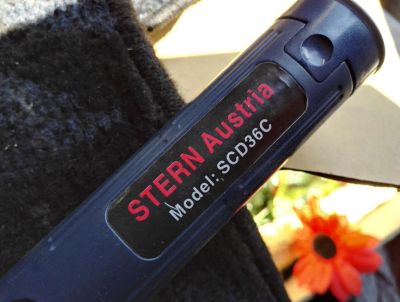 STERN Austria
Model: SCD36C